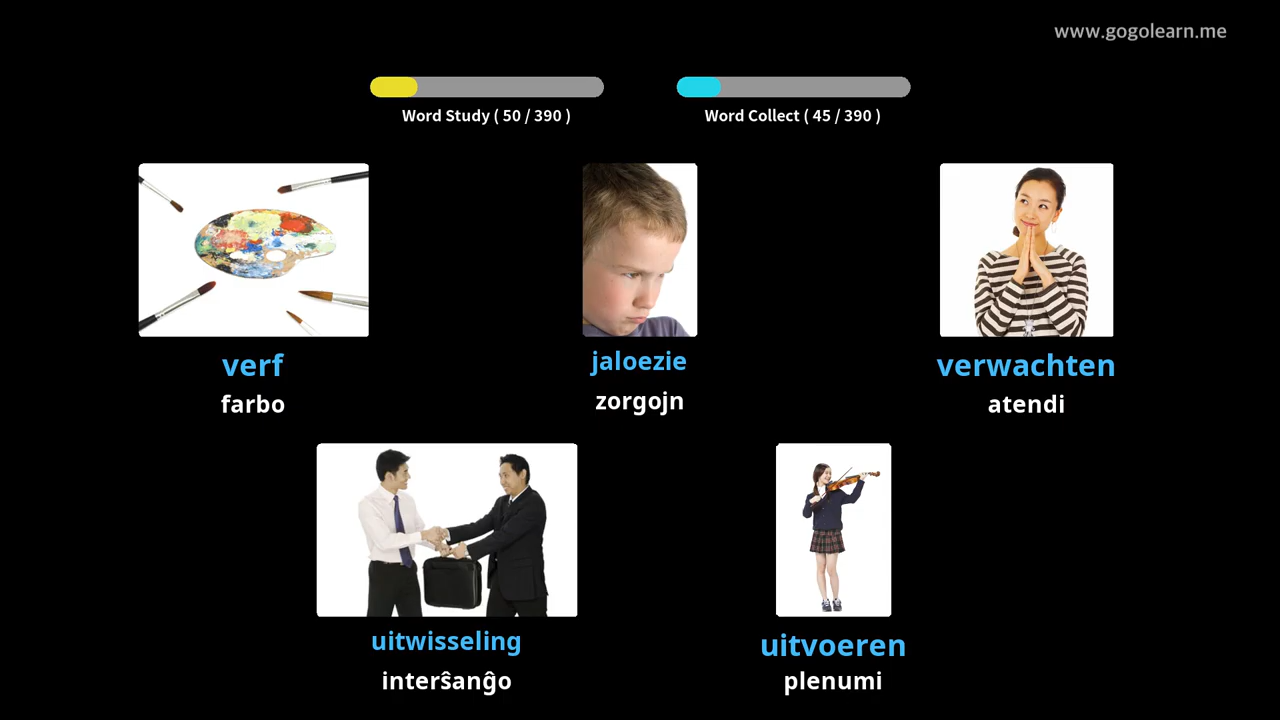 www.gogolearn.me
Word Study ( 50 / 390 )
Word Collect ( 45 / 390 )
verf
farbo
jaloezie
zorgojn
verwachten
atendi
uitwisseling
interŝanĝo
uitvoeren
plenumi